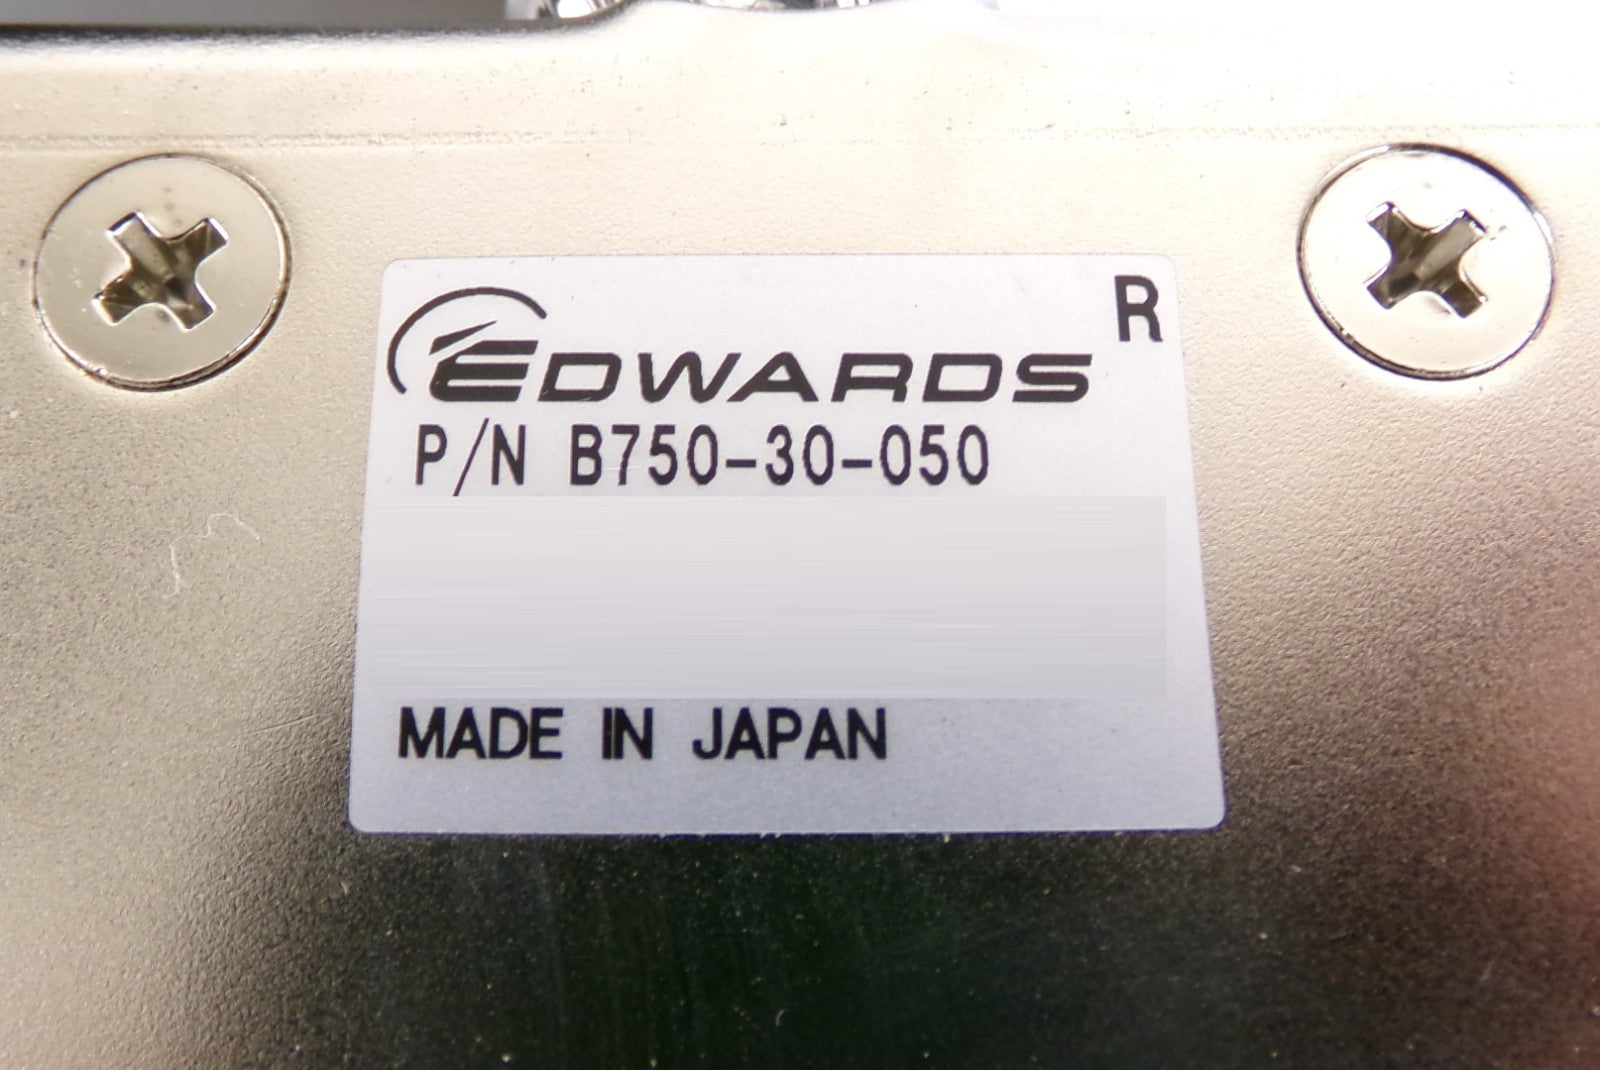 R
EDWARDS
P/N B750-30-050
MADE IN JAPAN